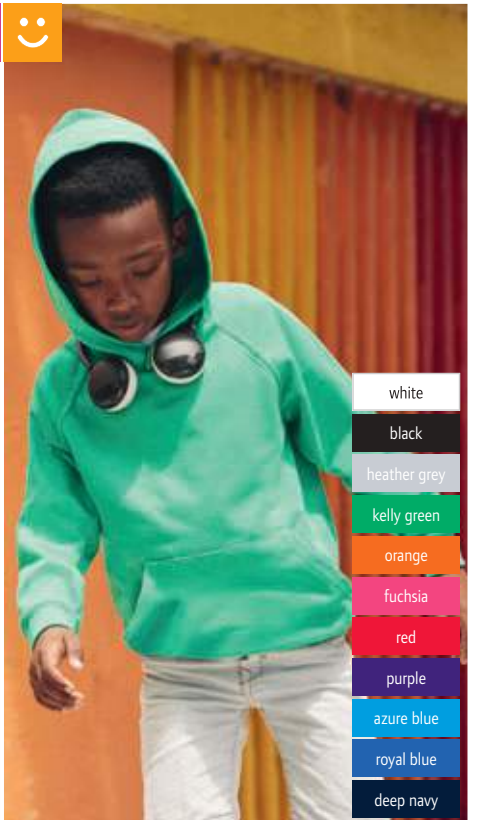 white
black
heather grey
kelly green
orange
fuchsia
red
purple
azure blue
royal blue
deep navy